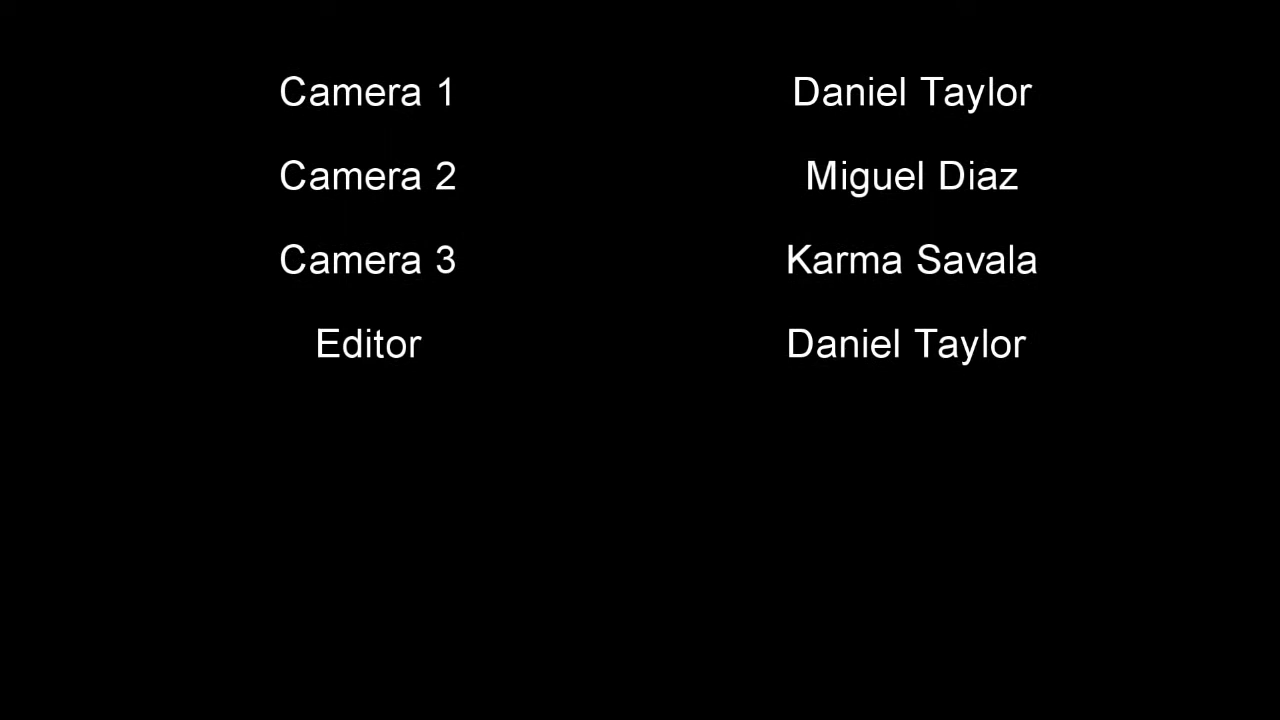 Camera 1 Daniel Taylor
Camera 2 Miguel Diaz
Camera 3 Karma Savala
Editor Daniel Taylor